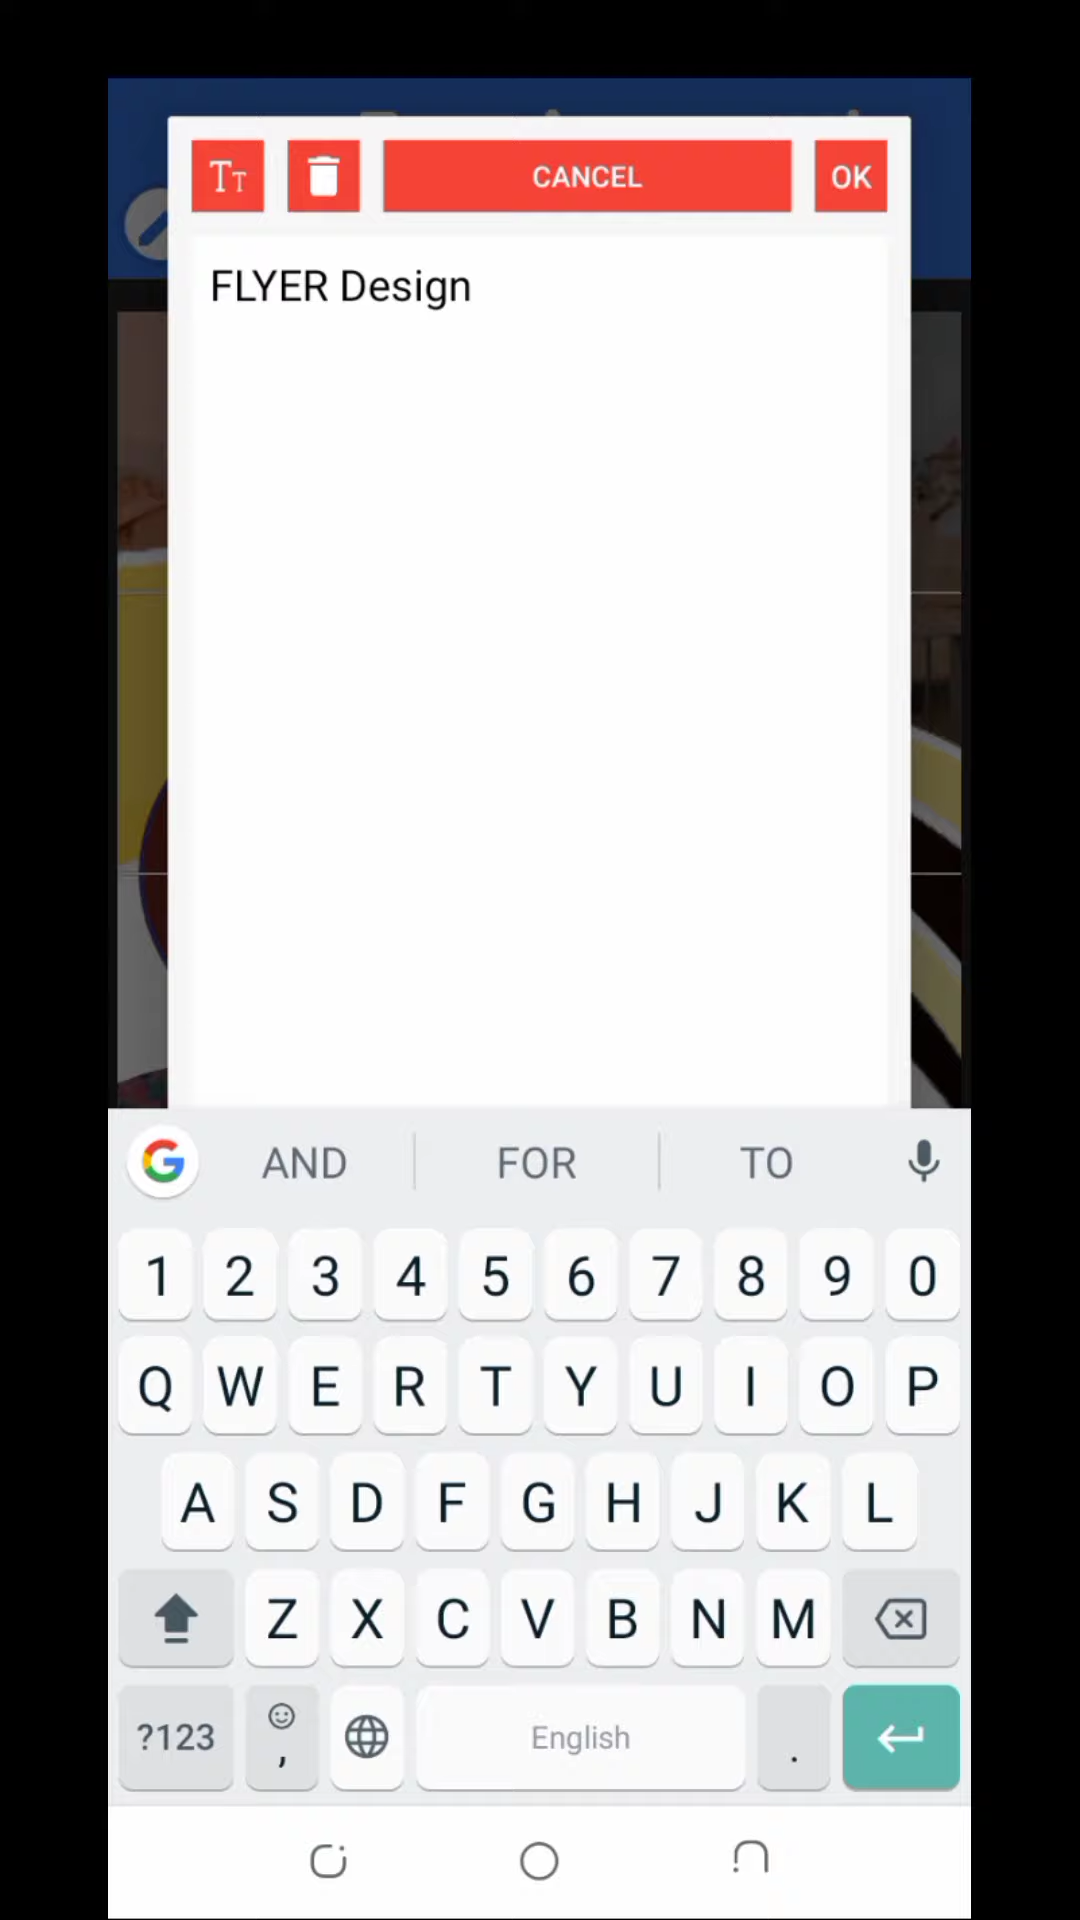 TT
CANCEL
OK
FLYER Design
AND
FOR
TO
1 2 3 4 5 6 7 8 9 0
Q W E R T Y U I O P
A S D F G H J K L
Z X C V B N M
?123
,
English
.